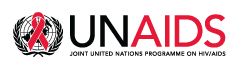 UNAIDS
JOINT UNITED NATIONS PROGRAMME ON HIV/AIDS